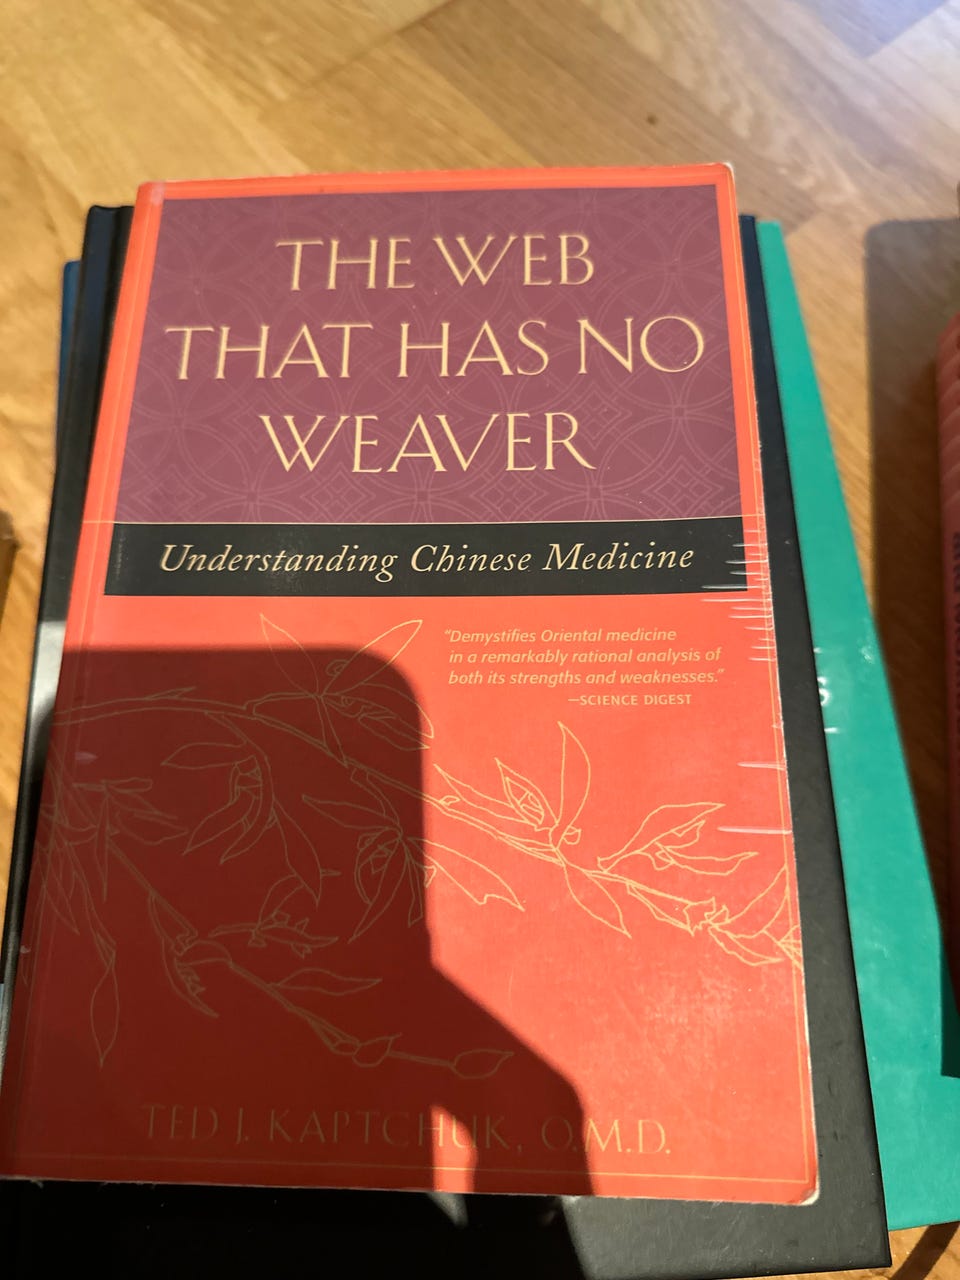 THE WEB
THAT HAS NO
WEAVER
Understanding Chinese Medicine
"Demystifies Oriental medicine
in a remarkably rational analysis of
both its strengths and weaknesses."
—SCIENCE DIGEST
TED J. KAPTCHUK, O.M.D.